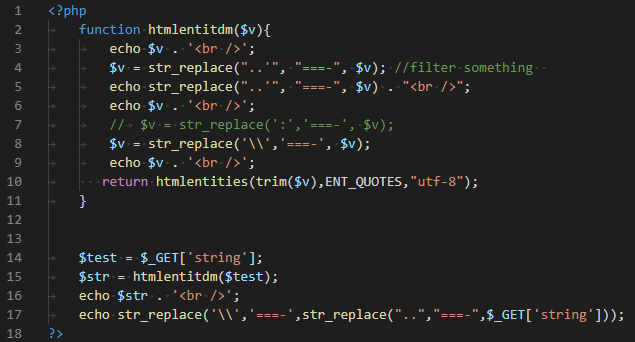 1 <?php
2 function htmlentitdm($v){
3 echo $v . '<br />';
4 $v = str_replace("..'", "===-", $v); //filter something
5 echo str_replace("..'", "===-", $v) . "<br />";
6 echo $v . '<br />';
7 // $v = str_replace(':','===-', $v);
8 $v = str_replace('\\','===-', $v);
9 echo $v . '<br />';
10 return htmlentities(trim($v),ENT_QUOTES,"utf-8");
11 }
12
13
14 $test = $_GET['string'];
15 $str = htmlentitdm($test);
16 echo $str . '<br />';
17 echo str_replace('\\','===-',str_replace("..","===-",$_GET['string']));
18 ?>